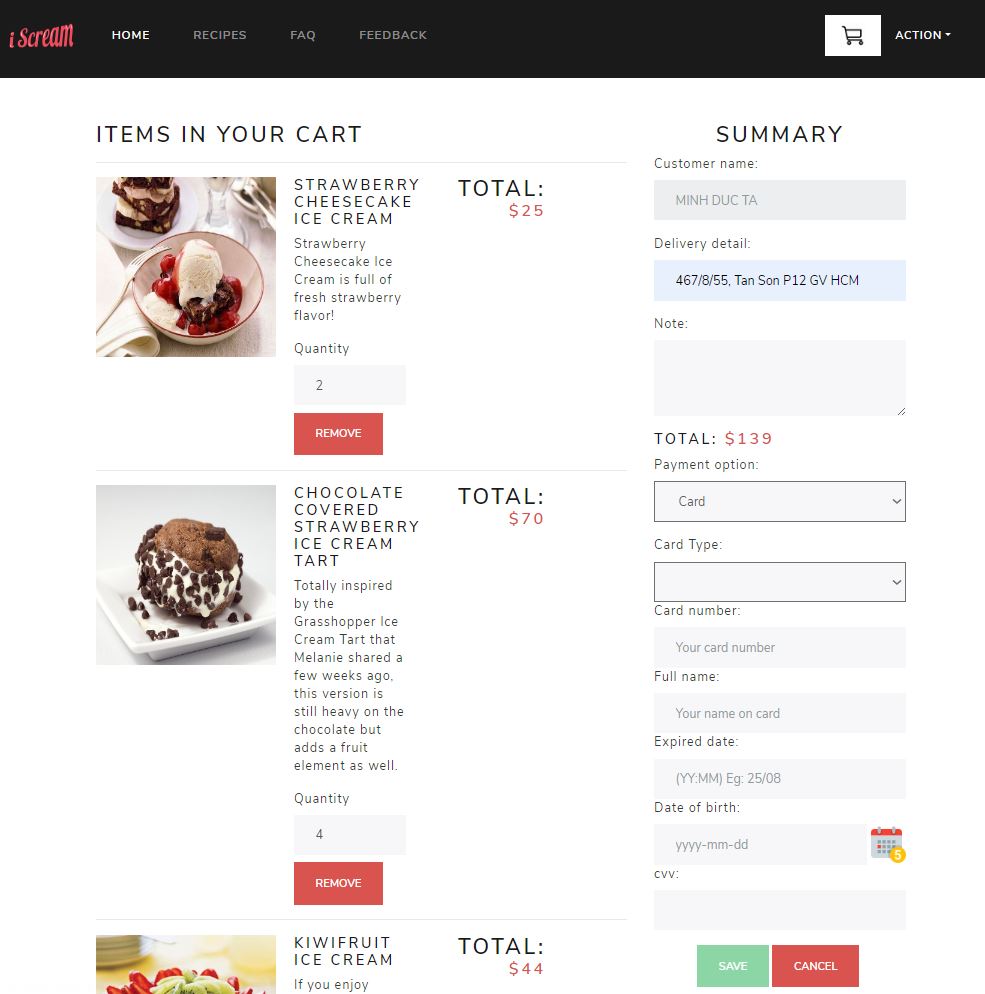 i Scream
HOME
RECIPES
FAQ
FEEDBACK
ACTION
ITEMS IN YOUR CART
STRAWBERRY
CHEESECAKE
ICE CREAM
Strawberry
Cheesecake Ice
Cream is full of
fresh strawberry
flavor!
Quantity
2
REMOVE
TOTAL:
$25
CHOCOLATE
COVERED
STRAWBERRY
ICE CREAM
TART
Totally inspired
by the
Grasshopper Ice
Cream Tart that
Melanie shared a
few weeks ago,
this version is
still heavy on the
chocolate but
adds a fruit
element as well.
Quantity
4
REMOVE
TOTAL:
$70
KIWIFRUIT
ICE CREAM
If you enjoy
TOTAL:
$44
SUMMARY
Customer name:
MINH DUC TA
Delivery detail:
467/8/55, Tan Son P12 GV HCM
Note:
TOTAL: $139
Payment option:
Card
Card Type:
Card number:
Your card number
Full name:
Your name on card
Expired date:
(YY:MM) Eg: 25/08
Date of birth:
yyyy-mm-dd
5
cvv:
SAVE
CANCEL